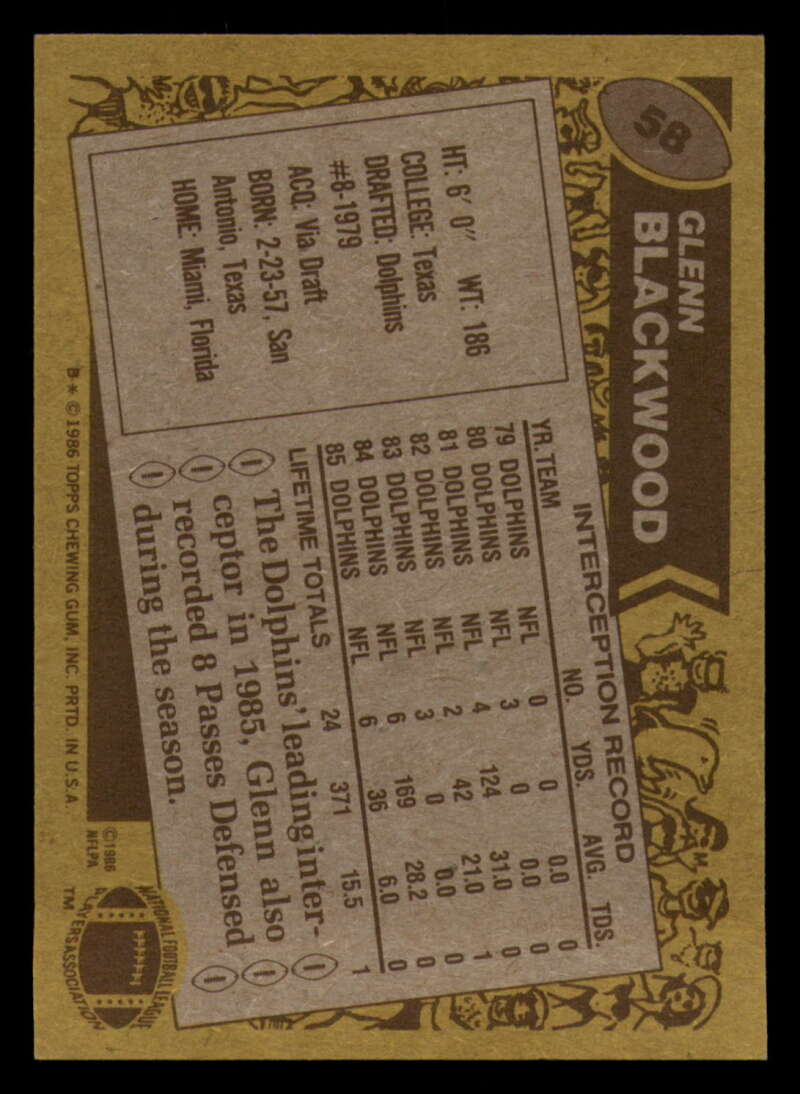 58
GLENN
BLACKWOOD
HT: 6' 0" WT: 186
COLLEGE: Texas
DRAFTED: Dolphins
#8-1979
ACQ: Via Draft
BORN: 2-23-57, San
Antonio, Texas
HOME: Miami, Florida
INTERCEPTION RECORD
YR. TEAM NO. YDS. AVG. TDS.
79 DOLPHINS NFL 0 0 0.0 0
80 DOLPHINS NFL 3 0 0.0 0
81 DOLPHINS NFL 4 124 31.0 0
82 DOLPHINS NFL 2 42 21.0 1
83 DOLPHINS NFL 3 0 0.0 0
84 DOLPHINS NFL 6 169 28.2 0
85 DOLPHINS NFL 6 36 6.0 0
LIFETIME TOTALS 24 371 15.5 1
The Dolphins' leading inter-
ceptor in 1985, Glenn also
recorded 8 Passes Defensed
during the season.
B* ©1986 TOPPS CHEWING GUM, INC. PRTD. IN U.S.A.
©1986
NFLPA
NATIONAL FOOTBALL LEAGUE
PLAYERS ASSOCIATION
TM